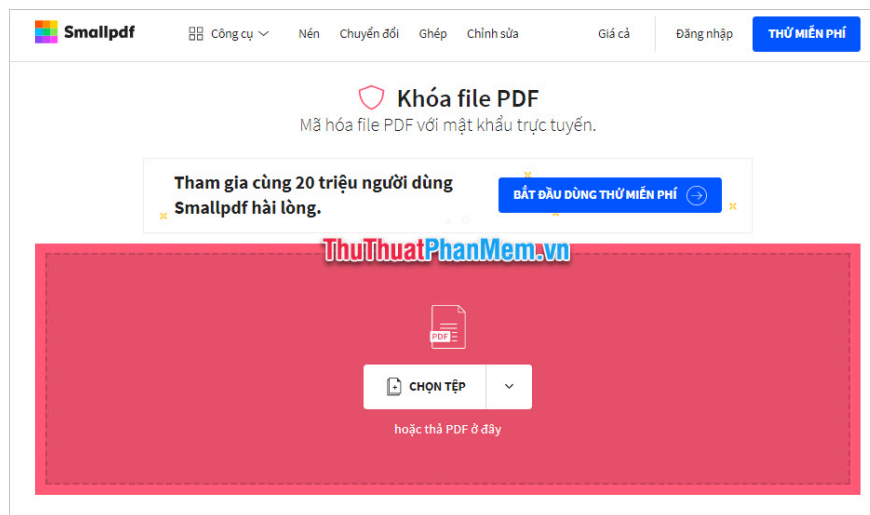 Smallpdf
Công cụ
Nén
Chuyển đổi
Ghép
Chỉnh sửa
Giá cả
Đăng nhập
THỬ MIỄN PHÍ
Khóa file PDF
Mã hóa file PDF với mật khẩu trực tuyến.
Tham gia cùng 20 triệu người dùng
Smallpdf hài lòng.
BẮT ĐẦU DÙNG THỬ MIỄN PHÍ
ThuThuatPhanMem.vn
PDF
CHỌN TỆP
hoặc thả PDF ở đây